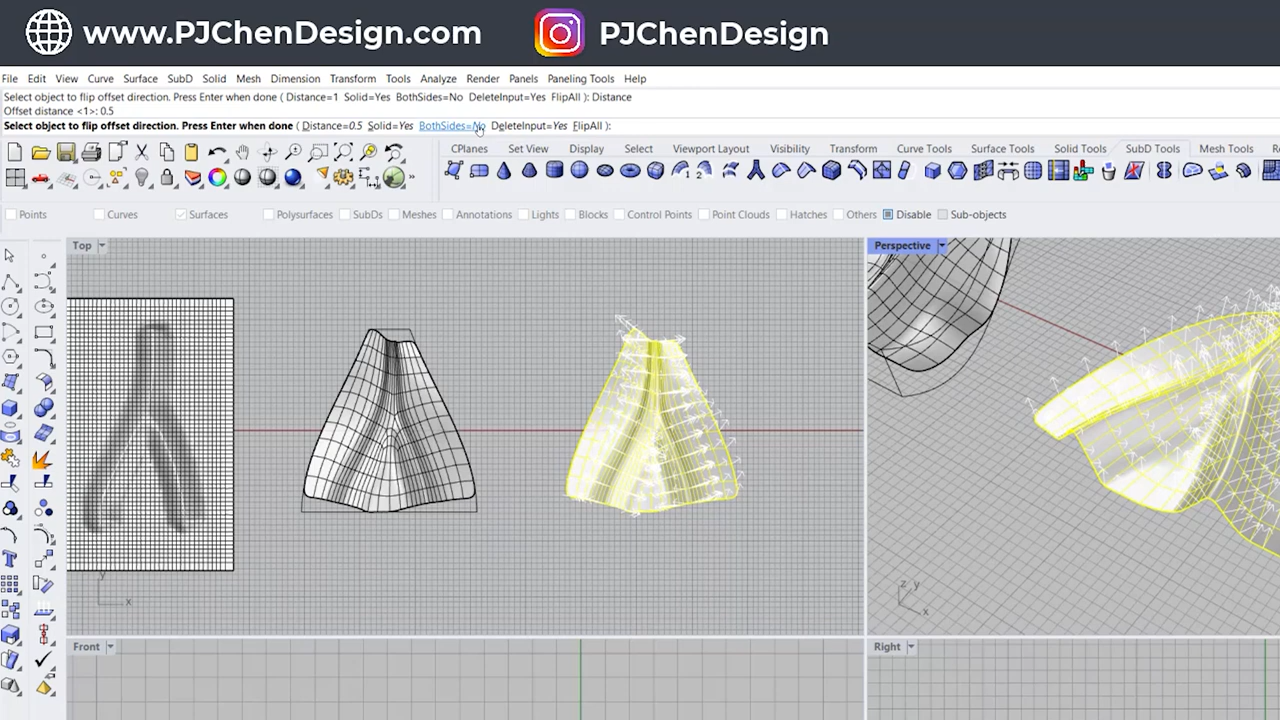 www.PJChenDesign.com PJChenDesign
File Edit View Curve Surface SubD Solid Mesh Dimension Transform Tools Analyze Render Panels Paneling Tools Help
Select object to flip offset direction. Press Enter when done ( Distance=1 Solid=Yes BothSides=No DeleteInput=Yes FlipAll ): Distance
Offset distance <1>: 0.5
Select object to flip offset direction. Press Enter when done ( Distance=0.5 Solid=Yes BothSides=No DeleteInput=Yes FlipAll ):
CPlanes Set View Display Select Viewport Layout Visibility Transform Curve Tools Surface Tools Solid Tools SubD Tools Mesh Tools
Points Curves Surfaces Polysurfaces SubDs Meshes Annotations Lights Blocks Control Points Point Clouds Hatches Others Disable Sub-objects
Top Perspective
y
x
z y
x
Front Right